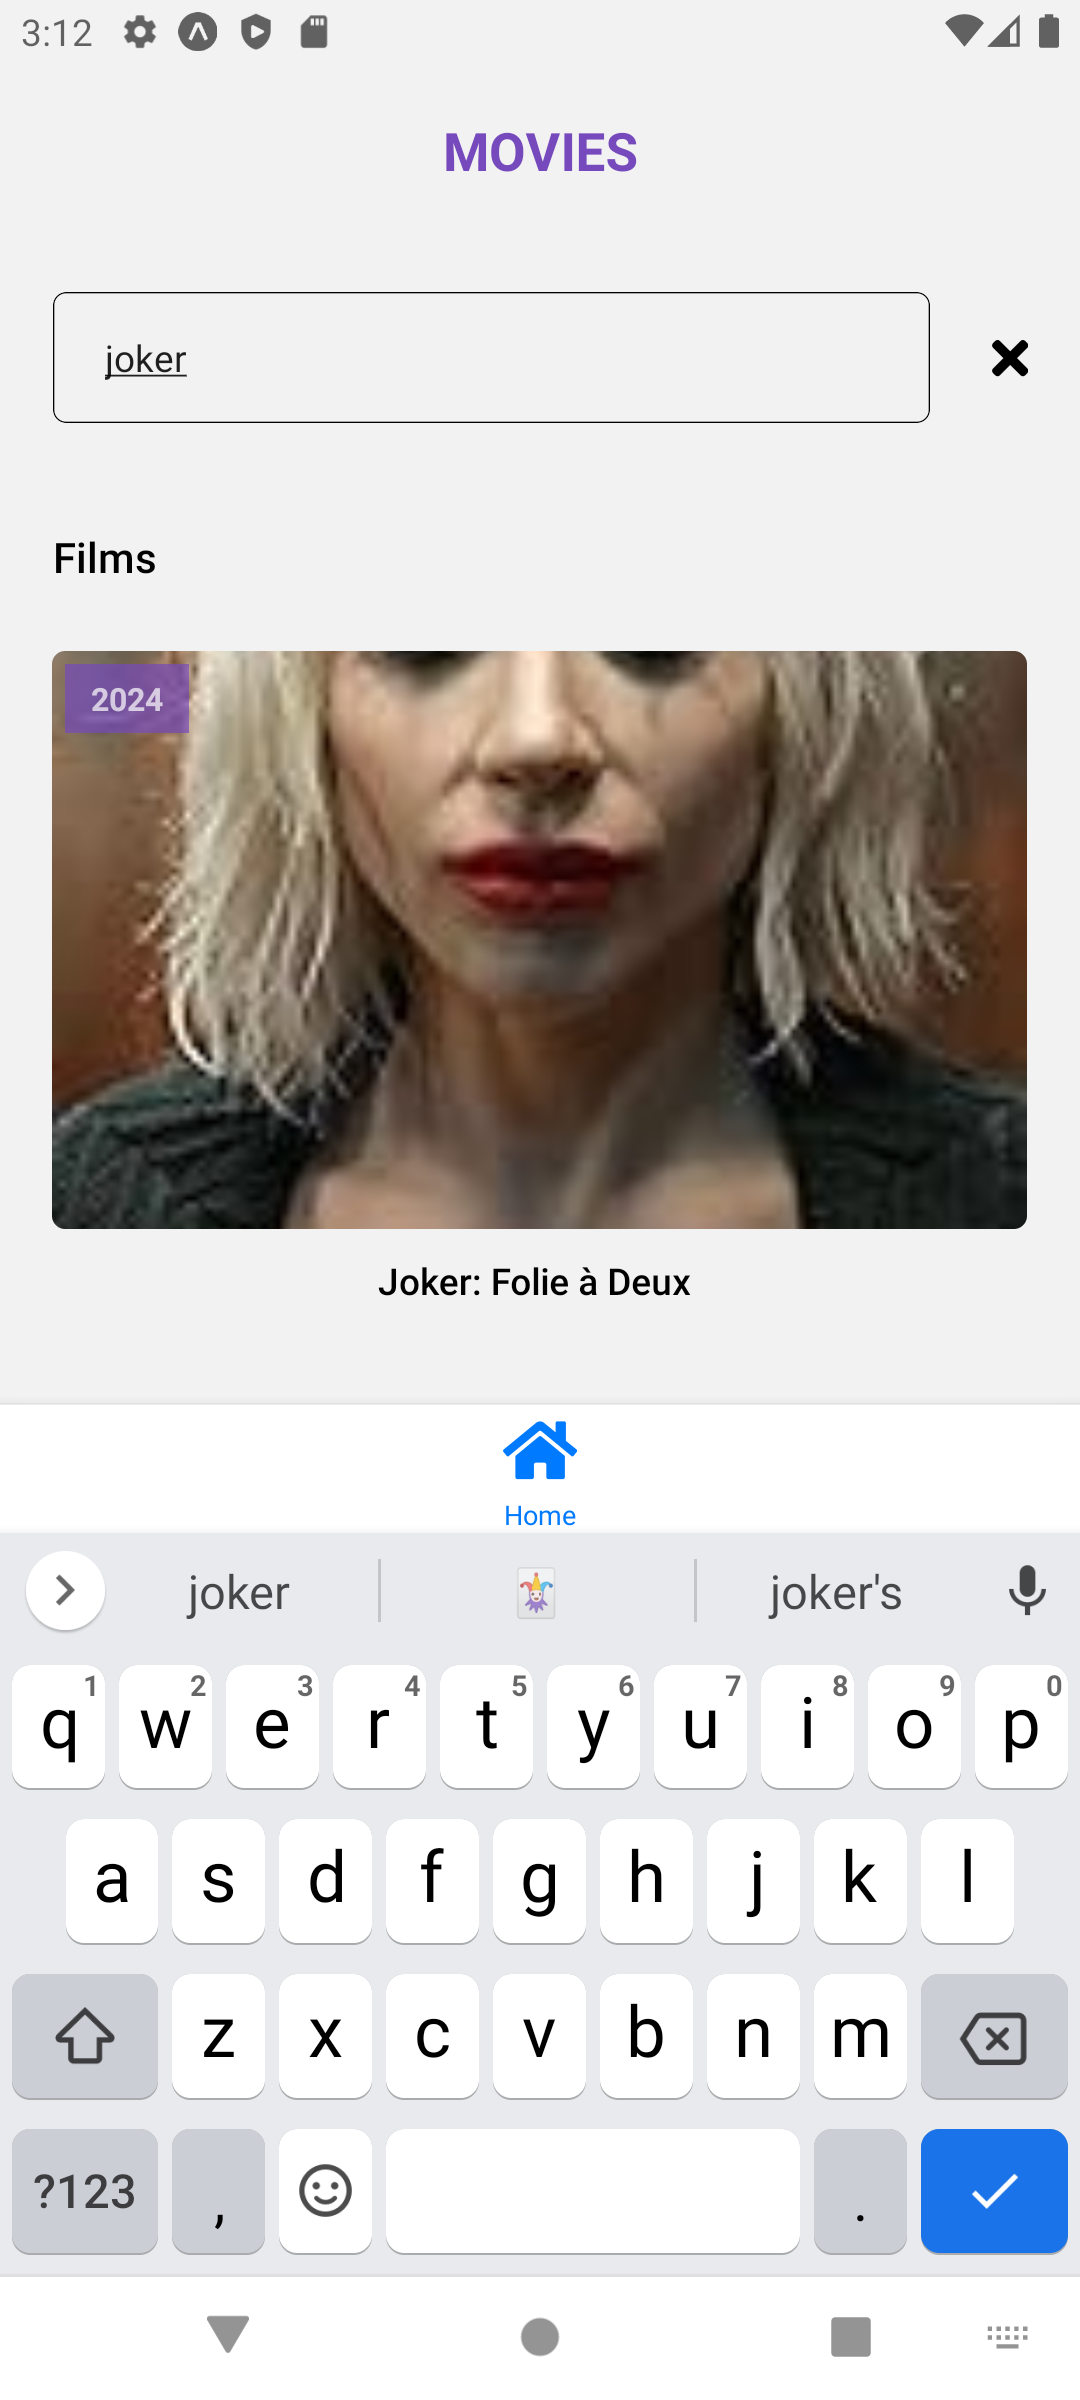 3:12
MOVIES
joker
Films
2024
Joker: Folie à Deux
Home
joker 🃏 joker's
1 2 3 4 5 6 7 8 9 0
q w e r t y u i o p
a s d f g h j k l
z x c v b n m
?123 , .